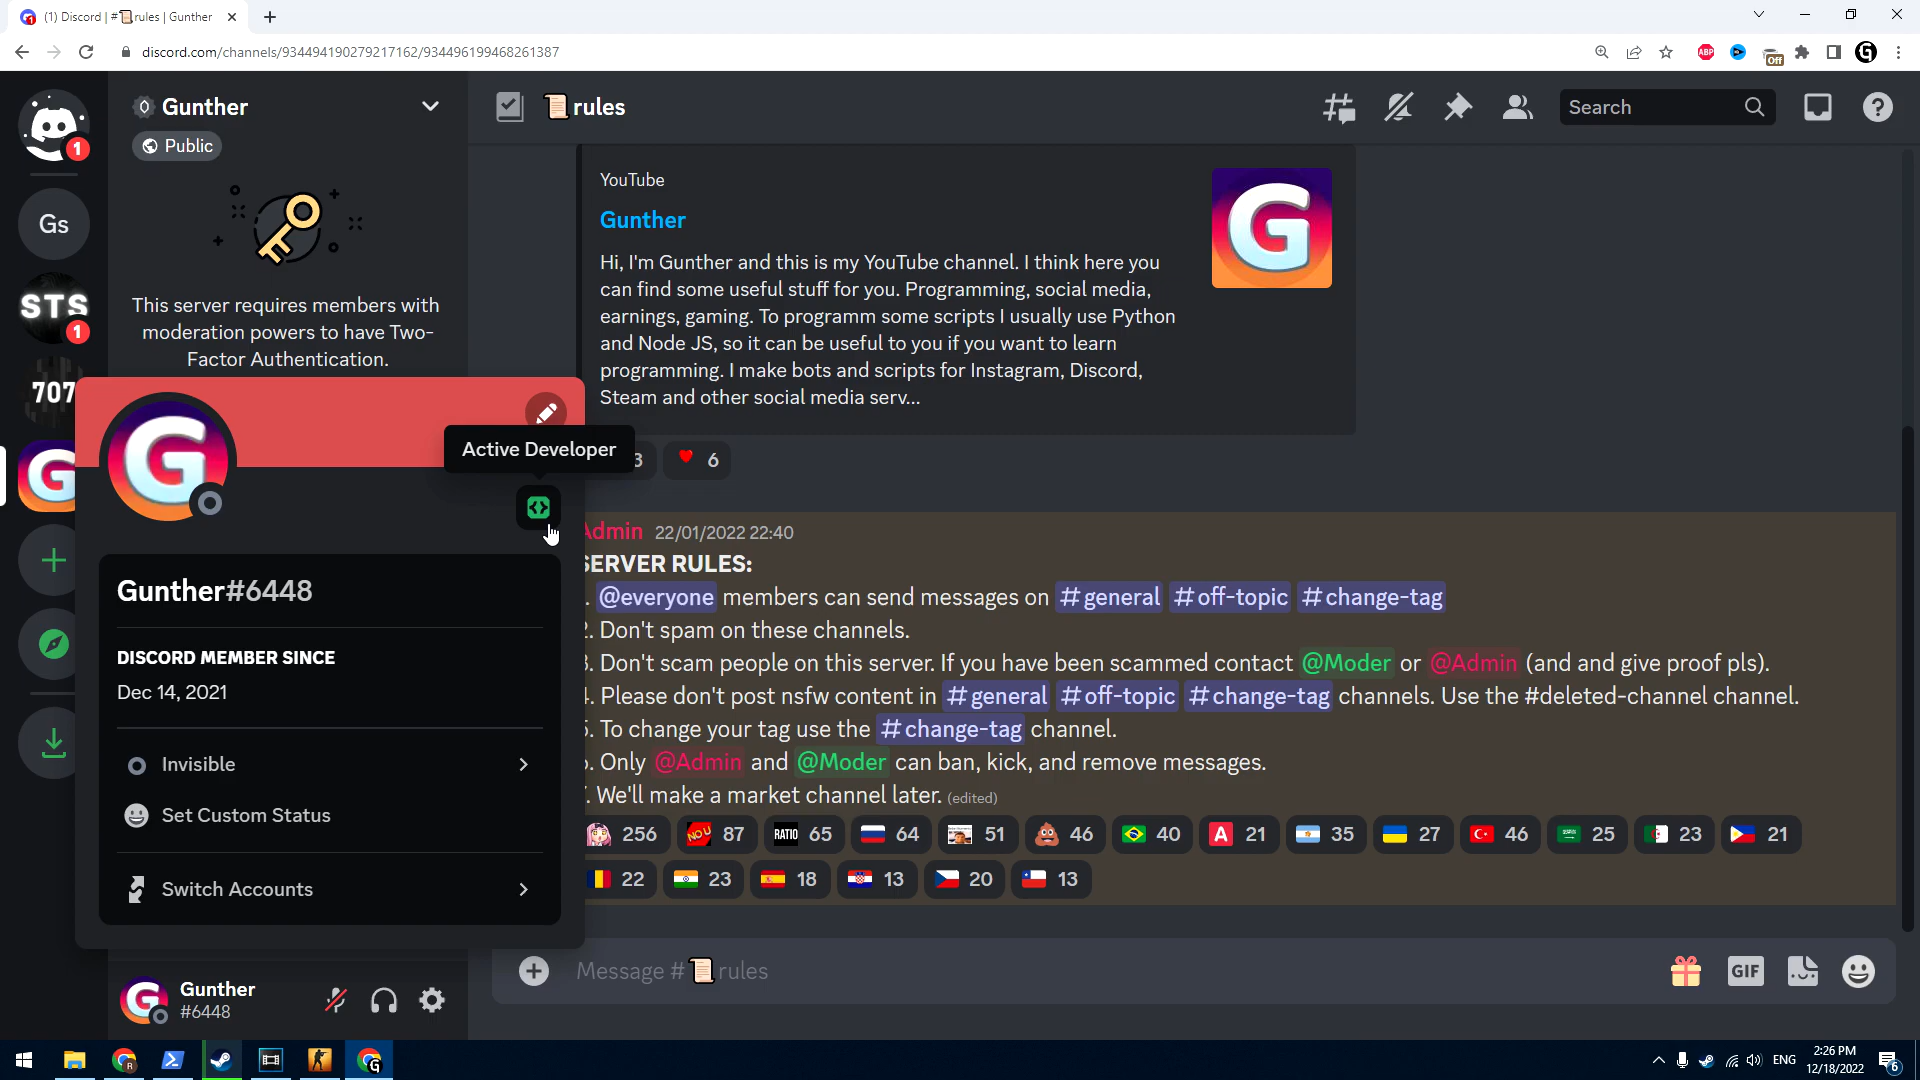 (1) Discord | #📜rules | Gunther
discord.com/channels/934494190279217162/934496199468261387
ABP
Off
G
1
Gs
STS
1
707
Gunther
Public
This server requires members with
moderation powers to have Two-
Factor Authentication.
G
Active Developer
Gunther#6448
DISCORD MEMBER SINCE
Dec 14, 2021
Invisible
Set Custom Status
Switch Accounts
Gunther
#6448
📜rules
Search
YouTube
Gunther
G
Hi, I'm Gunther and this is my YouTube channel. I think here you
can find some useful stuff for you. Programming, social media,
earnings, gaming. To programm some scripts I usually use Python
and Node JS, so it can be useful to you if you want to learn
programming. I make bots and scripts for Instagram, Discord,
Steam and other social media serv...
3 6
Admin 22/01/2022 22:40
SERVER RULES:
. @everyone members can send messages on #general #off-topic #change-tag
2. Don't spam on these channels.
3. Don't scam people on this server. If you have been scammed contact @Moder or @Admin (and and give proof pls).
. Please don't post nsfw content in #general #off-topic #change-tag channels. Use the #deleted-channel channel.
5. To change your tag use the #change-tag channel.
. Only @Admin and @Moder can ban, kick, and remove messages.
. We'll make a market channel later. (edited)
256 NO U 87 RATIO 65 64 51 46 40 A 21 35 27 46 25 23 21
22 23 18 13 20 13
Message #📜rules
GIF
ENG
2:26 PM
12/18/2022
6